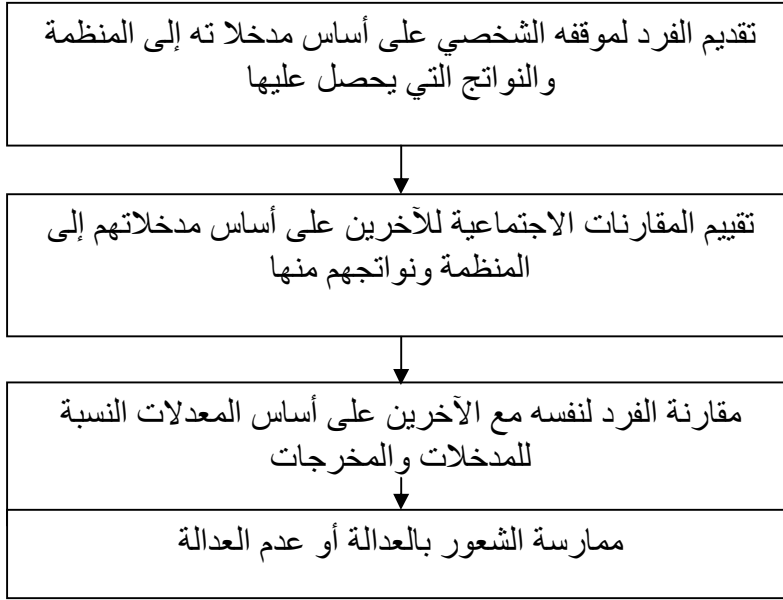 تقديم الفرد لموقفه الشخصي على أساس مدخلا ته إلى المنظمة
والنواتج التي يحصل عليها
تقييم المقارنات الاجتماعية للآخرين على أساس مدخلاتهم إلى
المنظمة ونواتجهم منها
مقارنة الفرد لنفسه مع الآخرين على أساس المعدلات النسبة
للمدخلات والمخرجات
ممارسة الشعور بالعدالة أو عدم العدالة